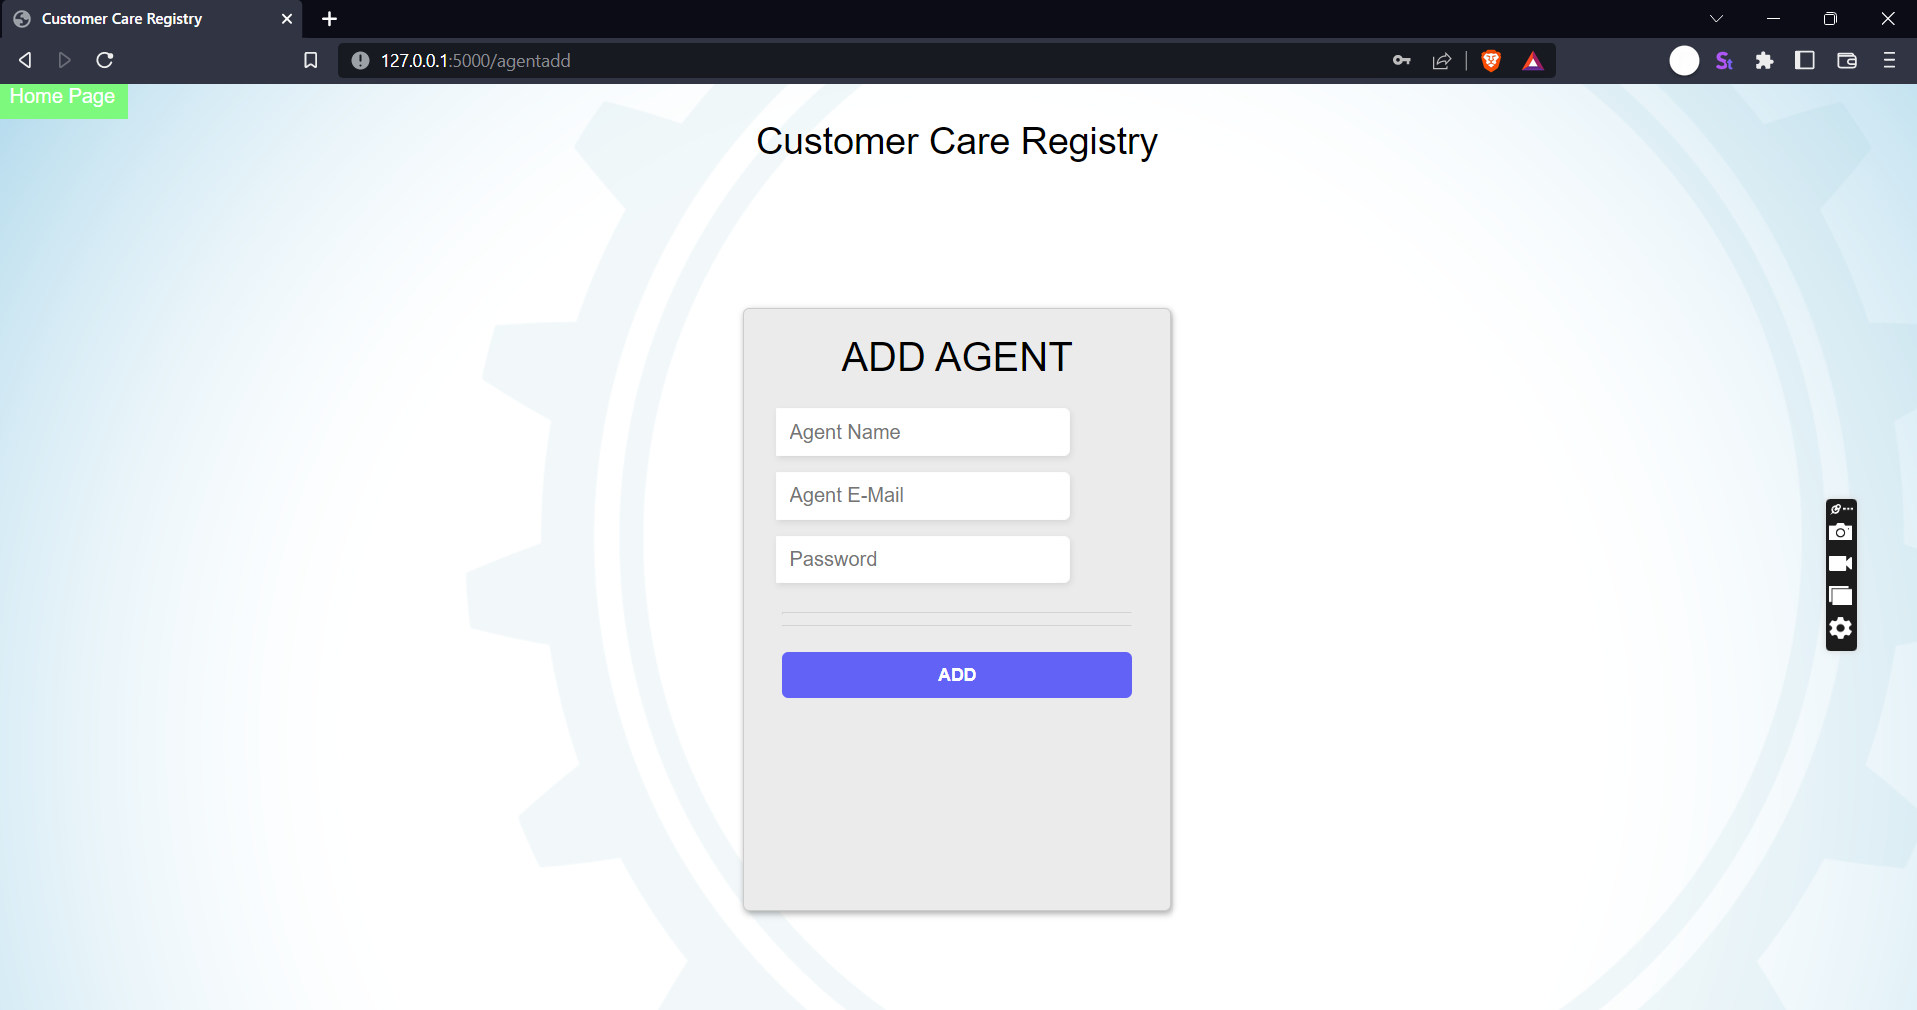 Customer Care Registry
127.0.0.1:5000/agentadd
St
Home Page
Customer Care Registry
ADD AGENT
Agent Name
Agent E-Mail
Password
ADD